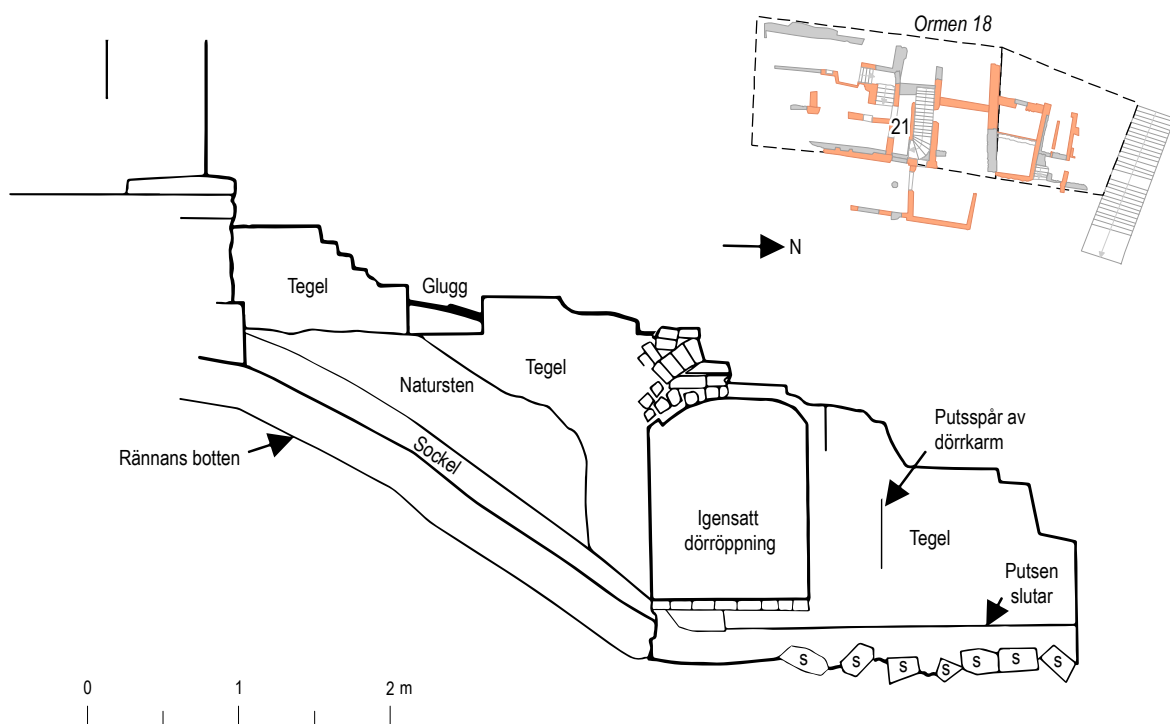 Ormen 18
21
N
Tegel
Glugg
Tegel
Natursten
Sockel
Rännans botten
Putsspår av
dörrkarm
Igensatt
dörröppning
Tegel
Putsen
slutar
S S S S S S S
0 1 2 m